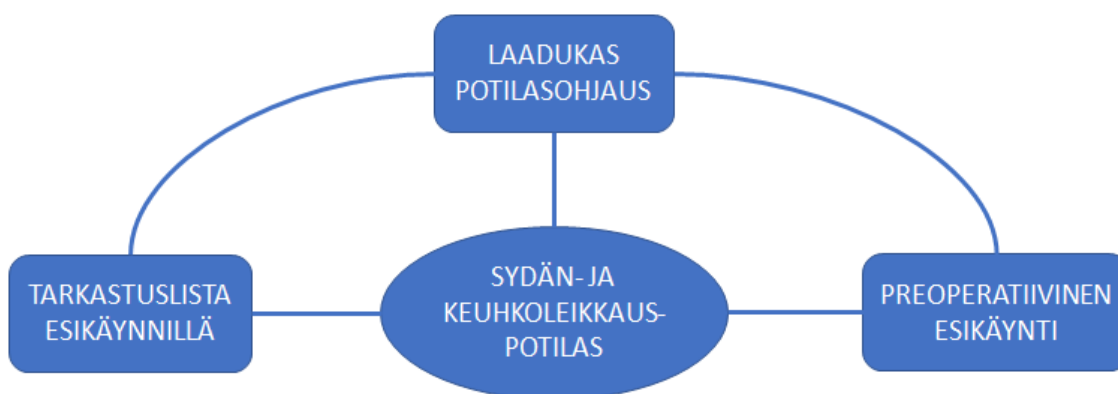 LAADUKAS
POTILASOHJAUS
TARKASTUSLISTA
ESIKÄYNNILLÄ
SYDÄN- JA
KEUHKOLEIKKAUS-
POTILAS
PREOPERATIIVINEN
ESIKÄYNTI